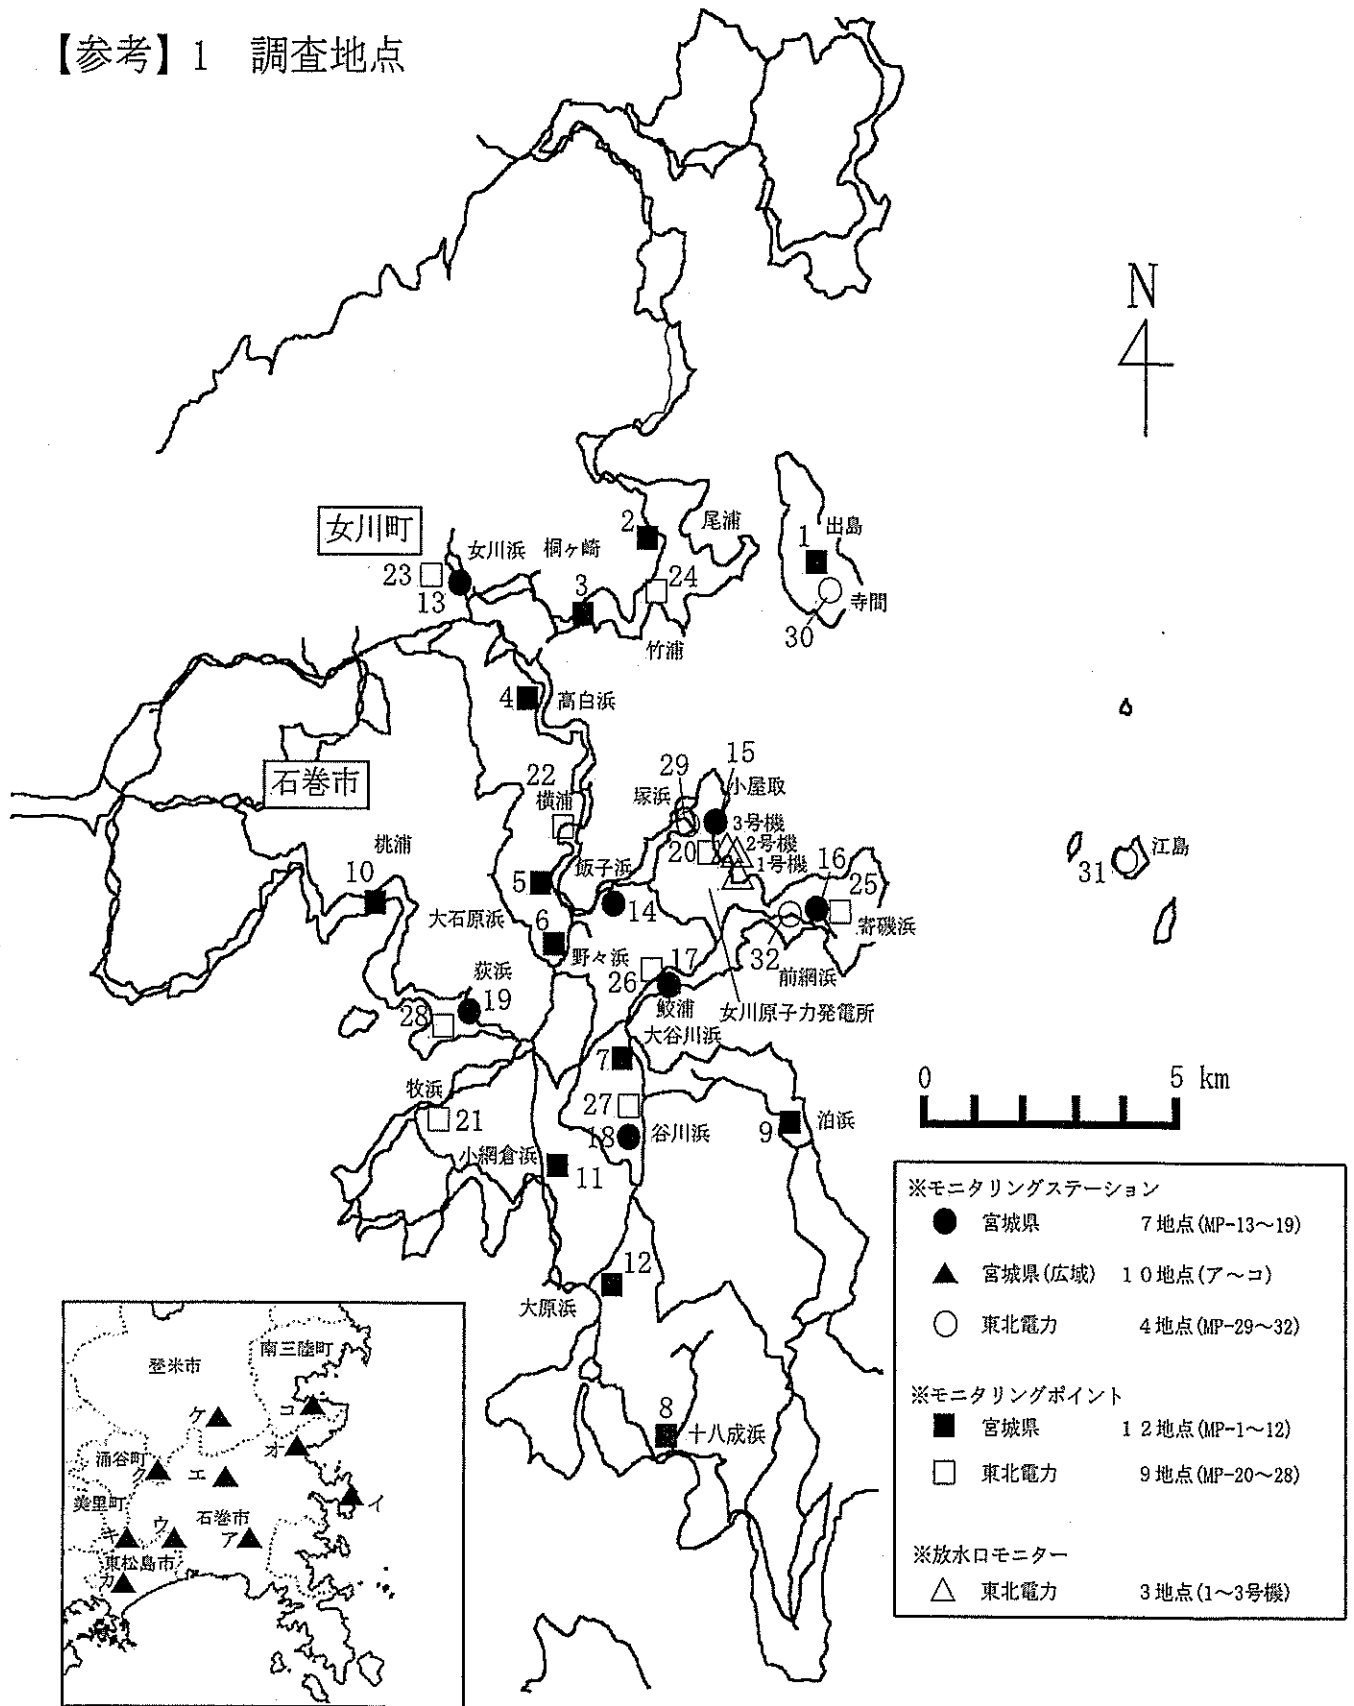 【参考】1 調査地点
N
女川町
女川浜
桐ヶ崎
2
尾浦
1
出島
23
13
3
24
寺間
30
竹浦
4
高白浜
石巻市
22
横浦
29
15
塚浜
小屋取
3号機
2号機
1号機
20
16
25
江島
31
桃浦
10
5
飯子浜
14
大石原浜
6
野々浜
寄磯浜
32
前網浜
17
26
鮫浦
女川原子力発電所
荻浜
19
28
大谷川浜
7
0
5 km
牧浜
21
27
18
谷川浜
9
泊浜
小網倉浜
11
12
大原浜
8
十八成浜
※モニタリングステーション
● 宮城県 7地点(MP-13~19)
▲ 宮城県(広域) 10地点(ア~コ)
○ 東北電力 4地点(MP-29~32)
※モニタリングポイント
■ 宮城県 12地点(MP-1~12)
□ 東北電力 9地点(MP-20~28)
※放水口モニター
△ 東北電力 3地点(1~3号機)
南三陸町
登米市
ケ
コ
オ
涌谷町
ク
エ
イ
美里町
石巻市
キ
ウ
ア
東松島市
カ